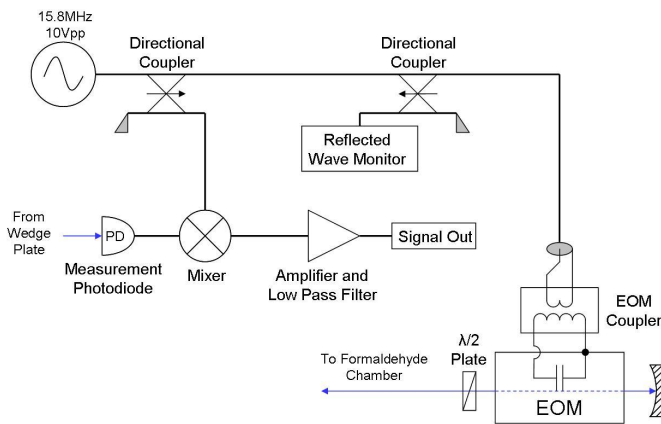 15.8MHz
10Vpp
Directional
Coupler
Directional
Coupler
Reflected
Wave Monitor
From
Wedge
Plate
PD
Measurement
Photodiode
Mixer
Amplifier and
Low Pass Filter
Signal Out
EOM
Coupler
λ/2
Plate
To Formaldehyde
Chamber
EOM